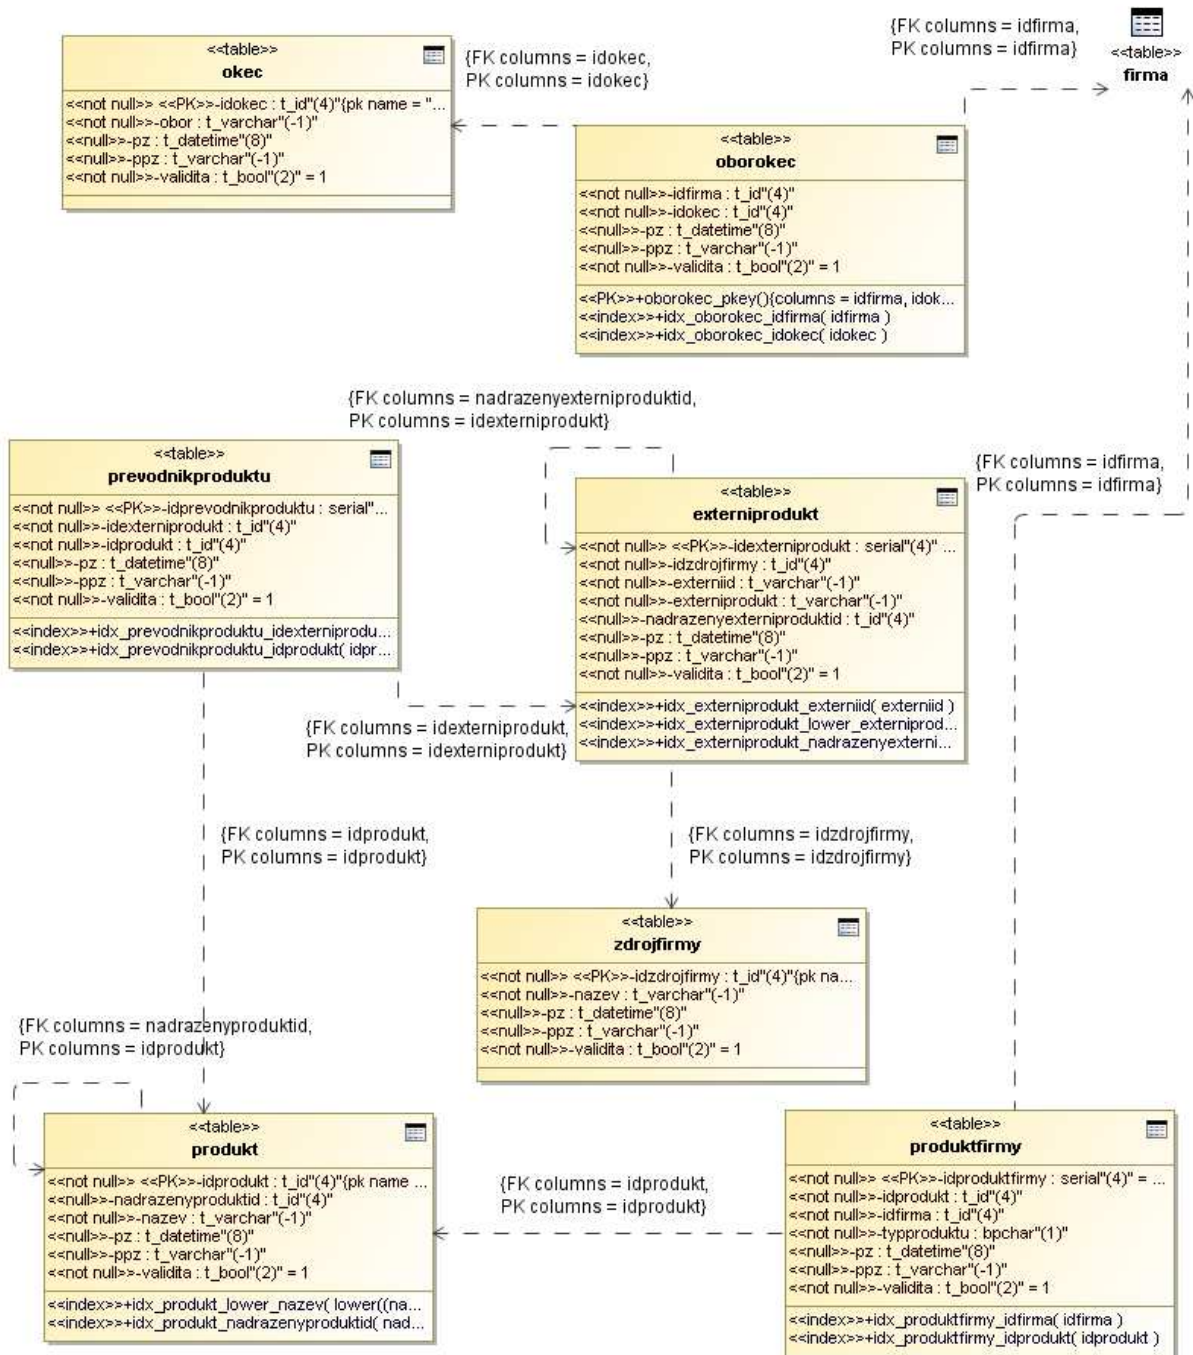 {FK columns = idfirma,
PK columns = idfirma}
<<table>>
firma
<<table>>
okec
<<not null>> <<PK>>-idokec : t_id"(4)"{pk name = "...
<<not null>>-obor : t_varchar"(-1)"
<<null>>-pz : t_datetime"(8)"
<<null>>-ppz : t_varchar"(-1)"
<<not null>>-validita : t_bool"(2)" = 1
{FK columns = idokec,
PK columns = idokec}
<<table>>
oborokec
<<not null>>-idfirma : t_id"(4)"
<<not null>>-idokec : t_id"(4)"
<<null>>-pz : t_datetime"(8)"
<<null>>-ppz : t_varchar"(-1)"
<<not null>>-validita : t_bool"(2)" = 1
<<PK>>+oborokec_pkey(){columns = idfirma, idok...
<<index>>+idx_oborokec_idfirma( idfirma )
<<index>>+idx_oborokec_idokec( idokec )
{FK columns = nadrazenyexterniproduktid,
PK columns = idexterniprodukt}
{FK columns = idfirma,
PK columns = idfirma}
<<table>>
prevodnikproduktu
<<not null>> <<PK>>-idprevodnikproduktu : serial"...
<<not null>>-idexterniprodukt : t_id"(4)"
<<not null>>-idprodukt : t_id"(4)"
<<null>>-pz : t_datetime"(8)"
<<null>>-ppz : t_varchar"(-1)"
<<not null>>-validita : t_bool"(2)" = 1
<<index>>+idx_prevodnikproduktu_idexterniprodu...
<<index>>+idx_prevodnikproduktu_idprodukt( idpr...
<<table>>
externiprodukt
<<not null>> <<PK>>-idexterniprodukt : serial"(4)" ...
<<not null>>-idzdrojfirmy : t_id"(4)"
<<not null>>-externiid : t_varchar"(-1)"
<<not null>>-externiprodukt : t_varchar"(-1)"
<<null>>-nadrazenyexterniproduktid : t_id"(4)"
<<null>>-pz : t_datetime"(8)"
<<null>>-ppz : t_varchar"(-1)"
<<not null>>-validita : t_bool"(2)" = 1
<<index>>+idx_externiprodukt_externiid( externiid )
<<index>>+idx_externiprodukt_lower_externiprod...
<<index>>+idx_externiprodukt_nadrazenyexterni...
{FK columns = idexterniprodukt,
PK columns = idexterniprodukt}
{FK columns = idprodukt,
PK columns = idprodukt}
{FK columns = idzdrojfirmy,
PK columns = idzdrojfirmy}
<<table>>
zdrojfirmy
<<not null>> <<PK>>-idzdrojfirmy : t_id"(4)"{pk na...
<<not null>>-nazev : t_varchar"(-1)"
<<null>>-pz : t_datetime"(8)"
<<null>>-ppz : t_varchar"(-1)"
<<not null>>-validita : t_bool"(2)" = 1
{FK columns = nadrazenyproduktid,
PK columns = idprodukt}
<<table>>
produkt
<<not null>> <<PK>>-idprodukt : t_id"(4)"{pk name ...
<<null>>-nadrazenyproduktid : t_id"(4)"
<<not null>>-nazev : t_varchar"(-1)"
<<null>>-pz : t_datetime"(8)"
<<null>>-ppz : t_varchar"(-1)"
<<not null>>-validita : t_bool"(2)" = 1
<<index>>+idx_produkt_lower_nazev( lower((na...
<<index>>+idx_produkt_nadrazenyproduktid( nad...
{FK columns = idprodukt,
PK columns = idprodukt}
<<table>>
produktfirmy
<<not null>> <<PK>>-idproduktfirmy : serial"(4)" = ...
<<not null>>-idprodukt : t_id"(4)"
<<not null>>-idfirma : t_id"(4)"
<<not null>>-typproduktu : bpchar"(1)"
<<null>>-pz : t_datetime"(8)"
<<null>>-ppz : t_varchar"(-1)"
<<not null>>-validita : t_bool"(2)" = 1
<<index>>+idx_produktfirmy_idfirma( idfirma )
<<index>>+idx_produktfirmy_idprodukt( idprodukt )